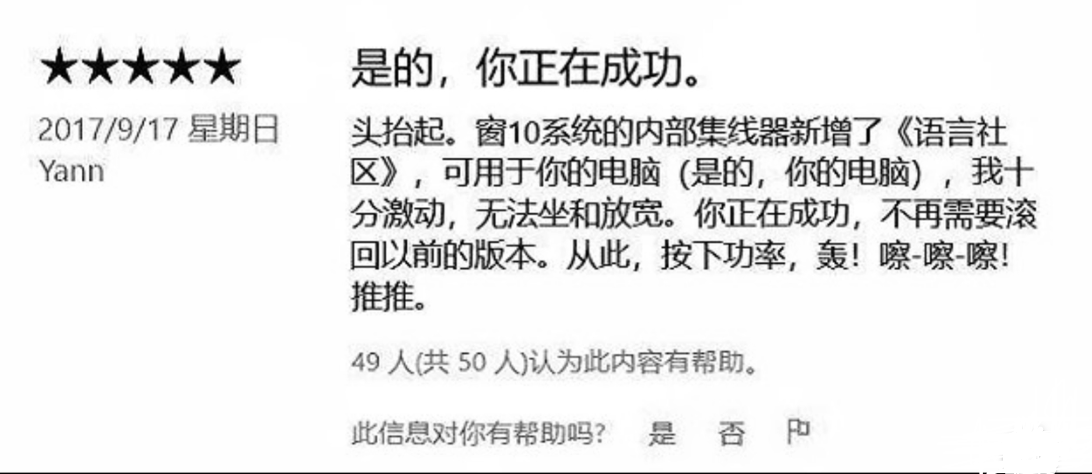 ★★★★★
2017/9/17 星期日
Yann
是的，你正在成功。
头抬起。窗10系统的内部集线器新增了《语言社
区》，可用于你的电脑（是的，你的电脑），我十
分激动，无法坐和放宽。你正在成功，不再需要滚
回以前的版本。从此，按下功率，轰！嚓-嚓-嚓！
推推。
49 人(共 50 人)认为此内容有帮助。
此信息对你有帮助吗? 是 否